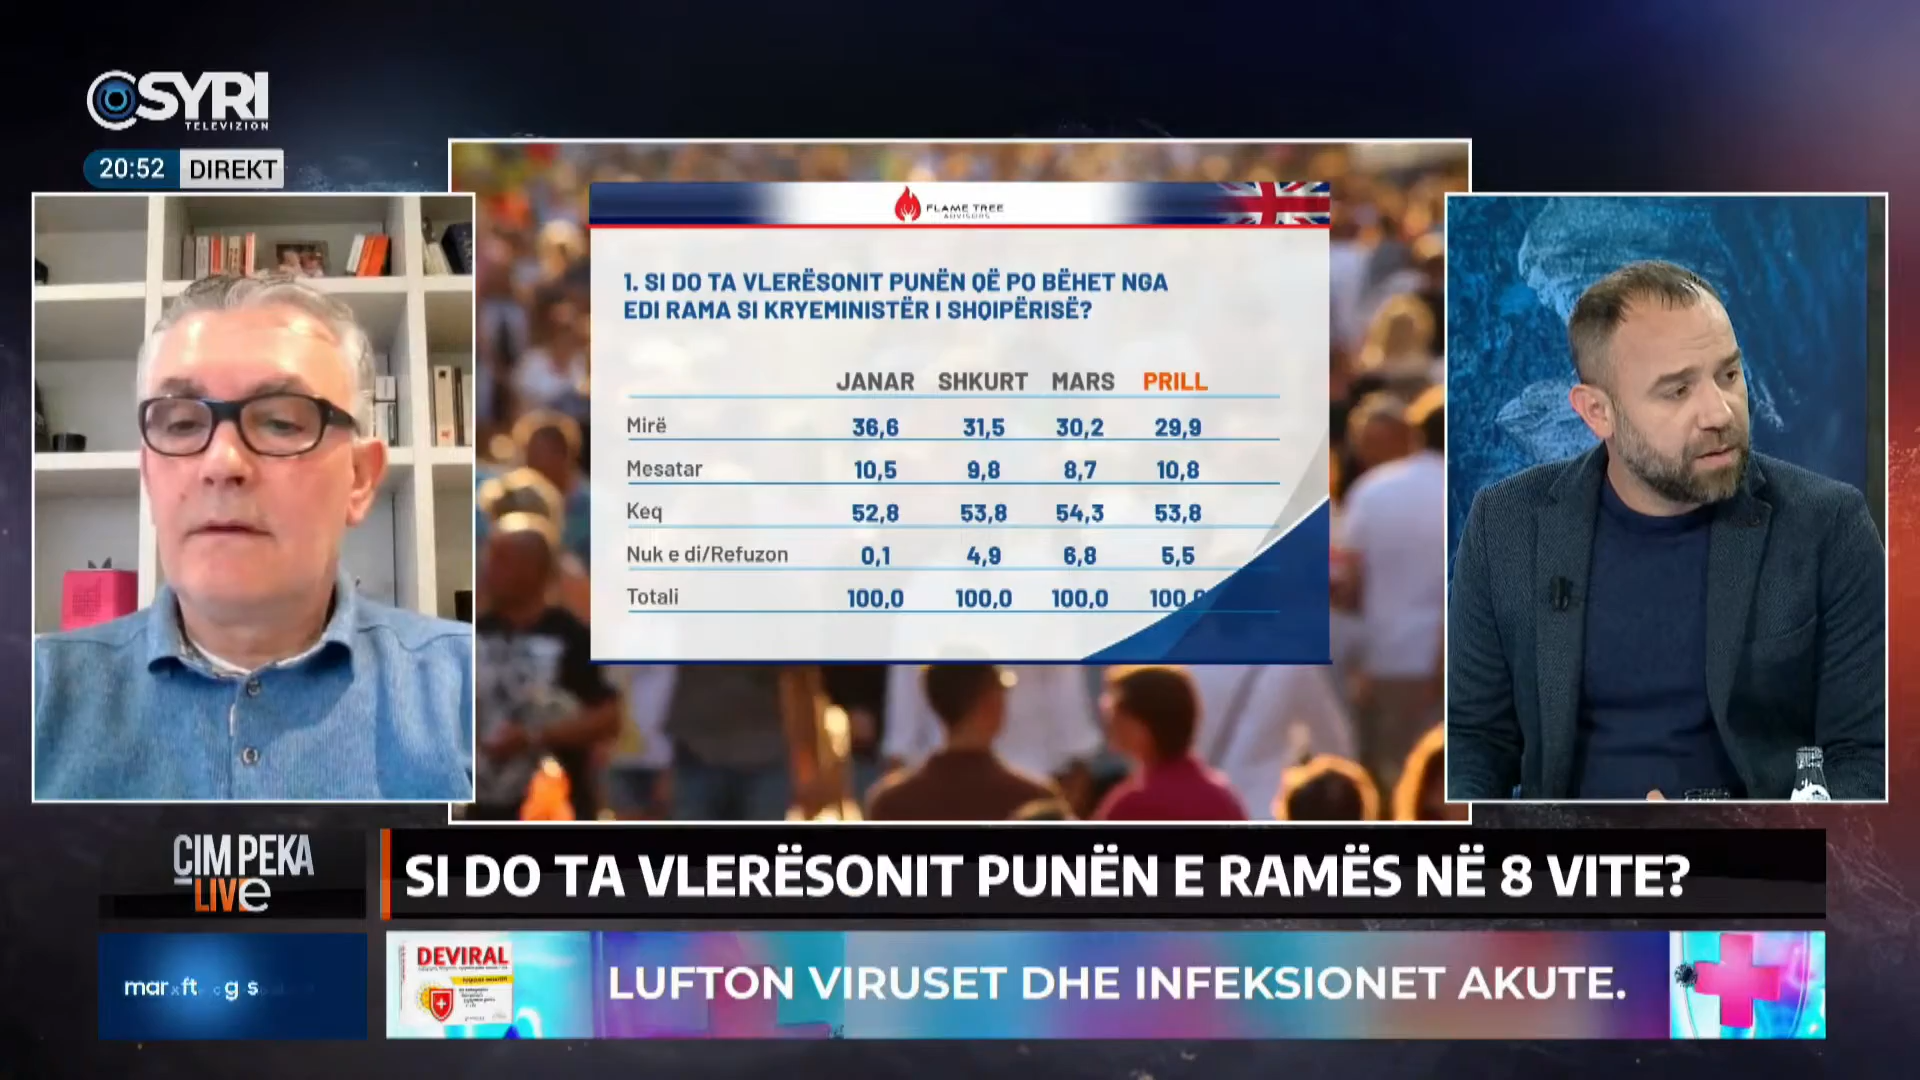 SYRI
TELEVIZION
20:52 DIREKT
FLAME TREE
ADVISORS
1. SI DO TA VLERËSONIT PUNËN QË PO BËHET NGA
EDI RAMA SI KRYEMINISTËR I SHQIPËRISË?
JANAR SHKURT MARS PRILL
Mirë 36,6 31,5 30,2 29,9
Mesatar 10,5 9,8 8,7 10,8
Keq 52,8 53,8 54,3 53,8
Nuk e di/Refuzon 0,1 4,9 6,8 5,5
Totali 100,0 100,0 100,0 100,0
ÇIM PEKA
LIVE
SI DO TA VLERËSONIT PUNËN E RAMËS NË 8 VITE?
DEVIRAL
LUFTON VIRUSET DHE INFEKSIONET AKUTE.